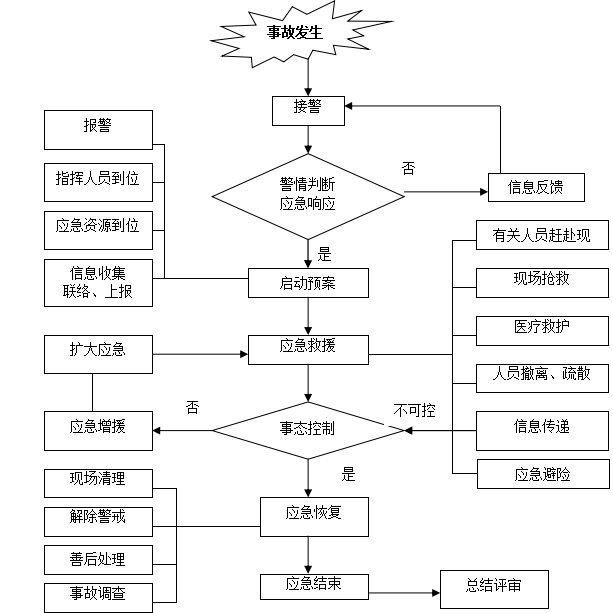 事故发生
接警
报警
警情判断
应急响应
否
指挥人员到位
信息反馈
应急资源到位
有关人员赶赴现
是
信息收集
联络、上报
启动预案
现场抢救
医疗救护
扩大应急
应急救援
人员撤离、疏散
否
不可控
应急增援
事态控制
信息传递
是
应急避险
现场清理
解除警戒
应急恢复
善后处理
应急结束
总结评审
事故调查